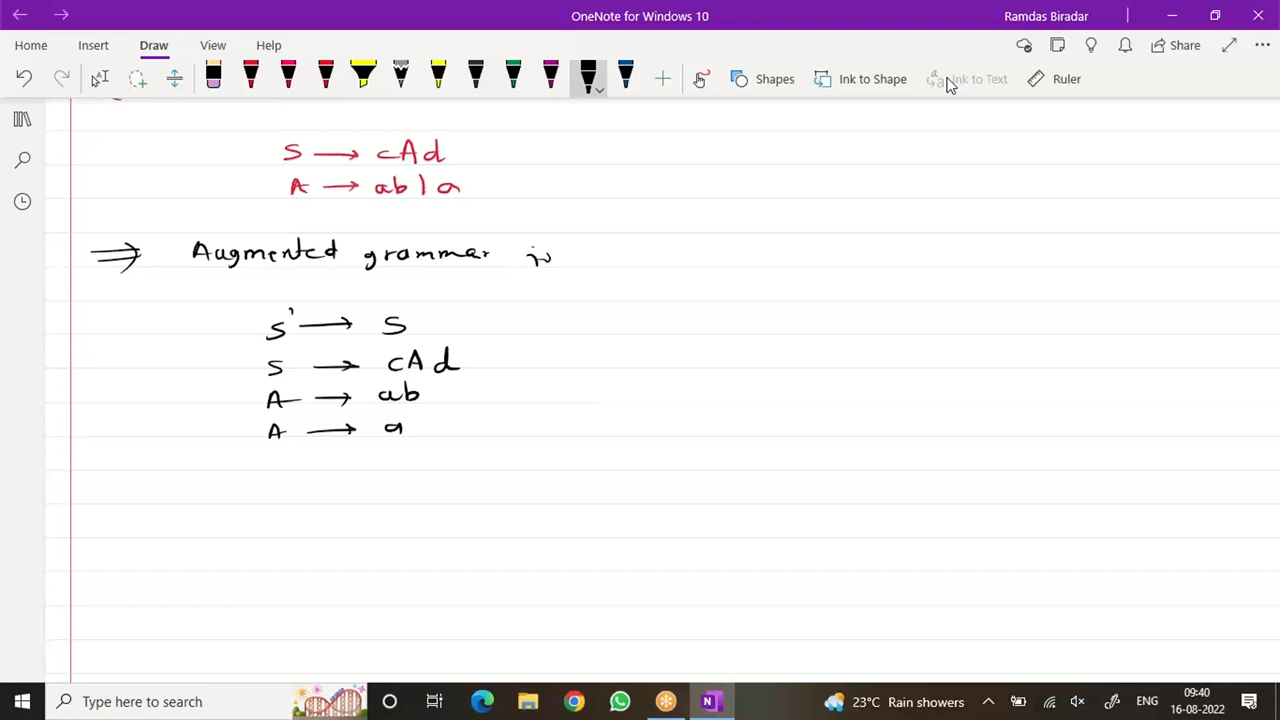 OneNote for Windows 10
Ramdas Biradar
Home Insert Draw View Help
Share
Shapes Ink to Shape Ink to Text Ruler
S → cAd
A → ab | a
⇒ Augmented grammar is
S' → S
S → cAd
A → ab
A → a
Type here to search
23°C Rain showers
ENG
09:40
16-08-2022